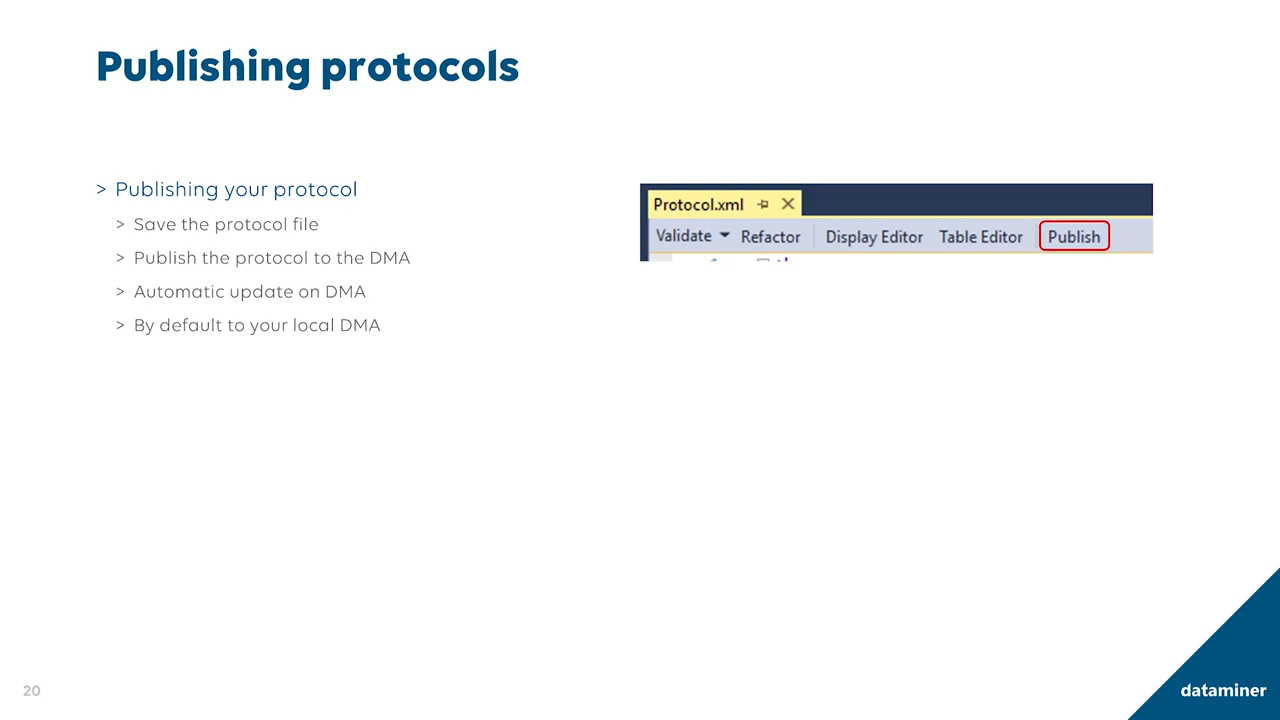 Publishing protocols
> Publishing your protocol
> Save the protocol file
> Publish the protocol to the DMA
> Automatic update on DMA
> By default to your local DMA
Protocol.xml
Validate Refactor Display Editor Table Editor Publish
20
dataminer